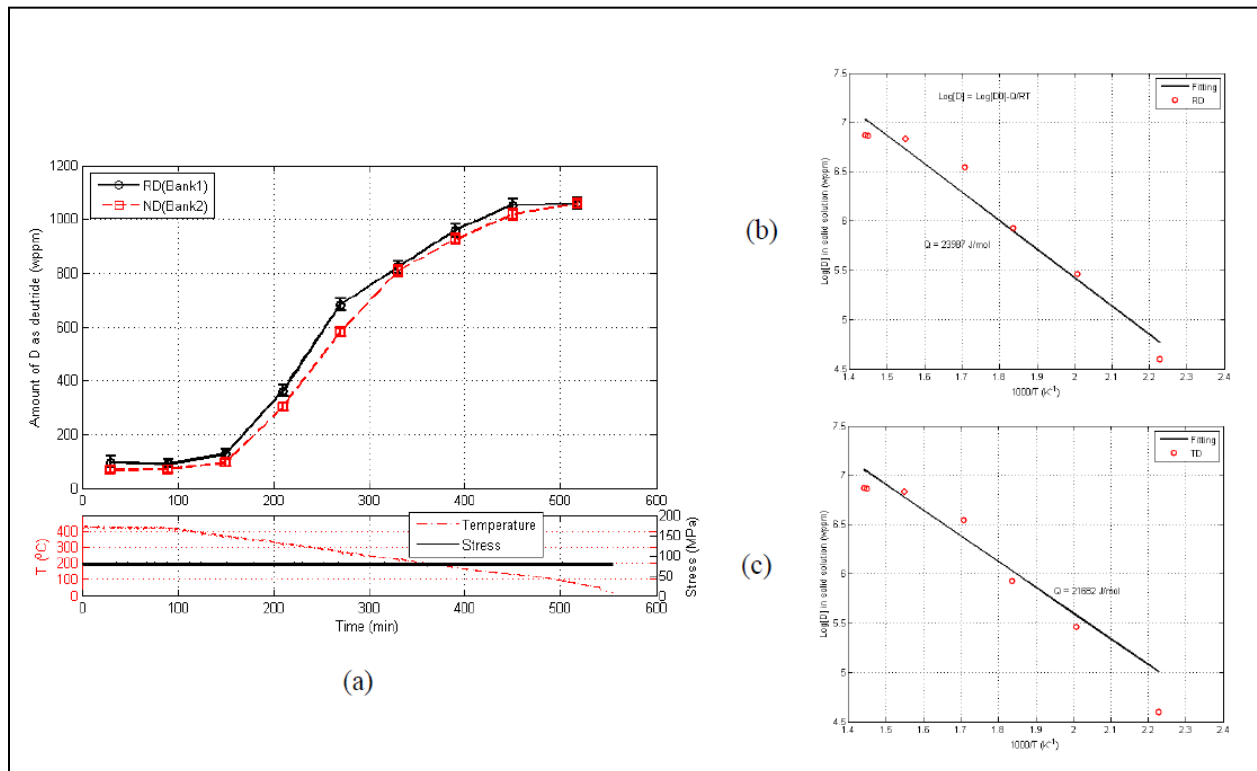 1200
1000
800
600
400
200
0
Amount of D as deutride (wppm)
RD(Bank1)
ND(Bank2)
0 100 200 300 400 500 600
400
300
200
100
0
T (⁰C)
Temperature
Stress
200
150
100
50
0
Stress (MPa)
0 100 200 300 400 500 600
Time (min)
(a)
(b)
7.5
7
6.5
6
5.5
5
4.5
Log[D] in solid solution (wppm)
Log[D] = Log[D0]-Q/RT
Fitting
RD
Q = 23987 J/mol
1.4 1.5 1.6 1.7 1.8 1.9 2 2.1 2.2 2.3 2.4
1000/T (K⁻¹)
(c)
7.5
7
6.5
6
5.5
5
4.5
Log[D] in solid solution (wppm)
Fitting
TD
Q = 21662 J/mol
1.4 1.5 1.6 1.7 1.8 1.9 2 2.1 2.2 2.3 2.4
1000/T (K⁻¹)